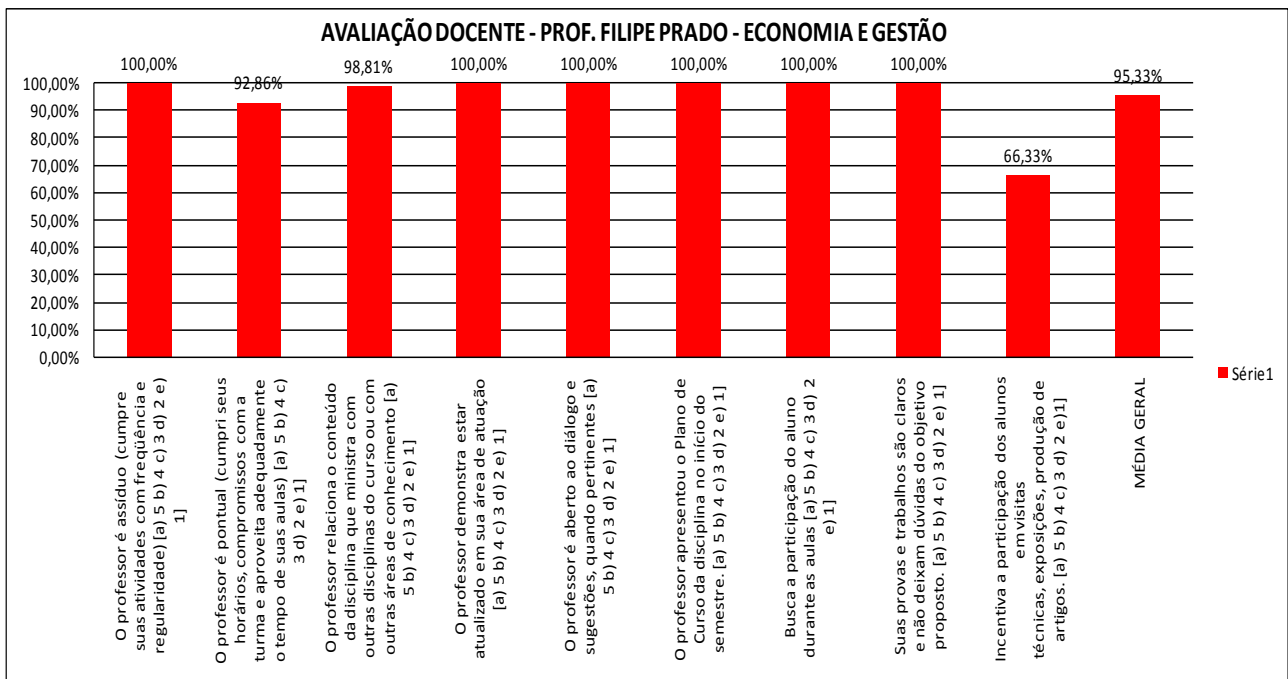 AVALIAÇÃO DOCENTE - PROF. FILIPE PRADO - ECONOMIA E GESTÃO
100,00%
92,86%
98,81%
100,00%
100,00%
100,00%
100,00%
100,00%
66,33%
95,33%
100,00%
90,00%
80,00%
70,00%
60,00%
50,00%
40,00%
30,00%
20,00%
10,00%
0,00%
O professor é assíduo (cumpre
suas atividades com freqüência e
regularidade) [a) 5 b) 4 c) 3 d) 2 e)
1]
O professor é pontual (cumpri seus
horários, compromissos com a
turma e aproveita adequadamente
o tempo de suas aulas) [a) 5 b) 4 c)
3 d) 2 e) 1]
O professor relaciona o conteúdo
da disciplina que ministra com
outras disciplinas do curso ou com
outras áreas de conhecimento [a)
5 b) 4 c) 3 d) 2 e) 1]
O professor demonstra estar
atualizado em sua área de atuação
[a) 5 b) 4 c) 3 d) 2 e) 1]
O professor é aberto ao diálogo e
sugestões, quando pertinentes [a)
5 b) 4 c) 3 d) 2 e) 1]
O professor apresentou o Plano de
Curso da disciplina no início do
semestre. [a) 5 b) 4 c) 3 d) 2 e) 1]
Busca a participação do aluno
durante as aulas [a) 5 b) 4 c) 3 d) 2
e) 1]
Suas provas e trabalhos são claros
e não deixam dúvidas do objetivo
proposto. [a) 5 b) 4 c) 3 d) 2 e) 1]
Incentiva a participação dos alunos
em visitas
técnicas, exposições, produção de
artigos. [a) 5 b) 4 c) 3 d) 2 e)1]
MÉDIA GERAL
Série1